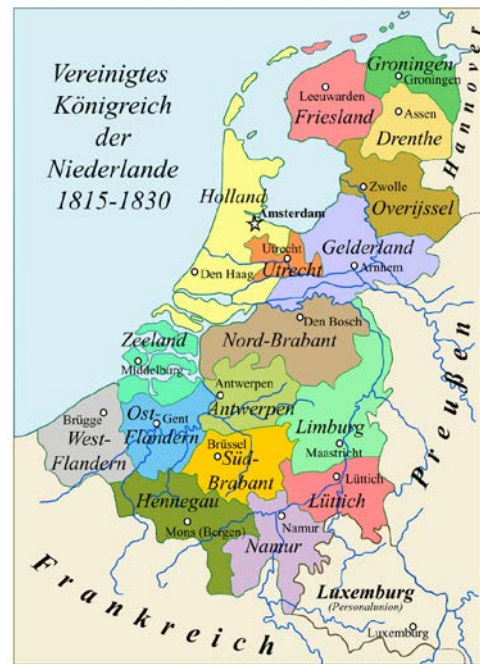 Vereinigtes
Königreich
der
Niederlande
1815-1830
Groningen
Groningen
Leeuwarden
Friesland
Assen
Drenthe
Hannover
Zwolle
Overijssel
Holland
Amsterdam
Utrecht
Utrecht
Gelderland
Arnhem
Den Haag
Den Bosch
Nord-Brabant
Zeeland
Middelburg
Preußen
Antwerpen
Antwerpen
Brügge
West-
Flandern
Ost-
Gent
Flandern
Limburg
Maastricht
Brüssel
Süd-
Brabant
Lüttich
Lüttich
Hennegau
Mons (Bergen)
Namur
Namur
Frankreich
Luxemburg
(Personalunion)
Luxemburg